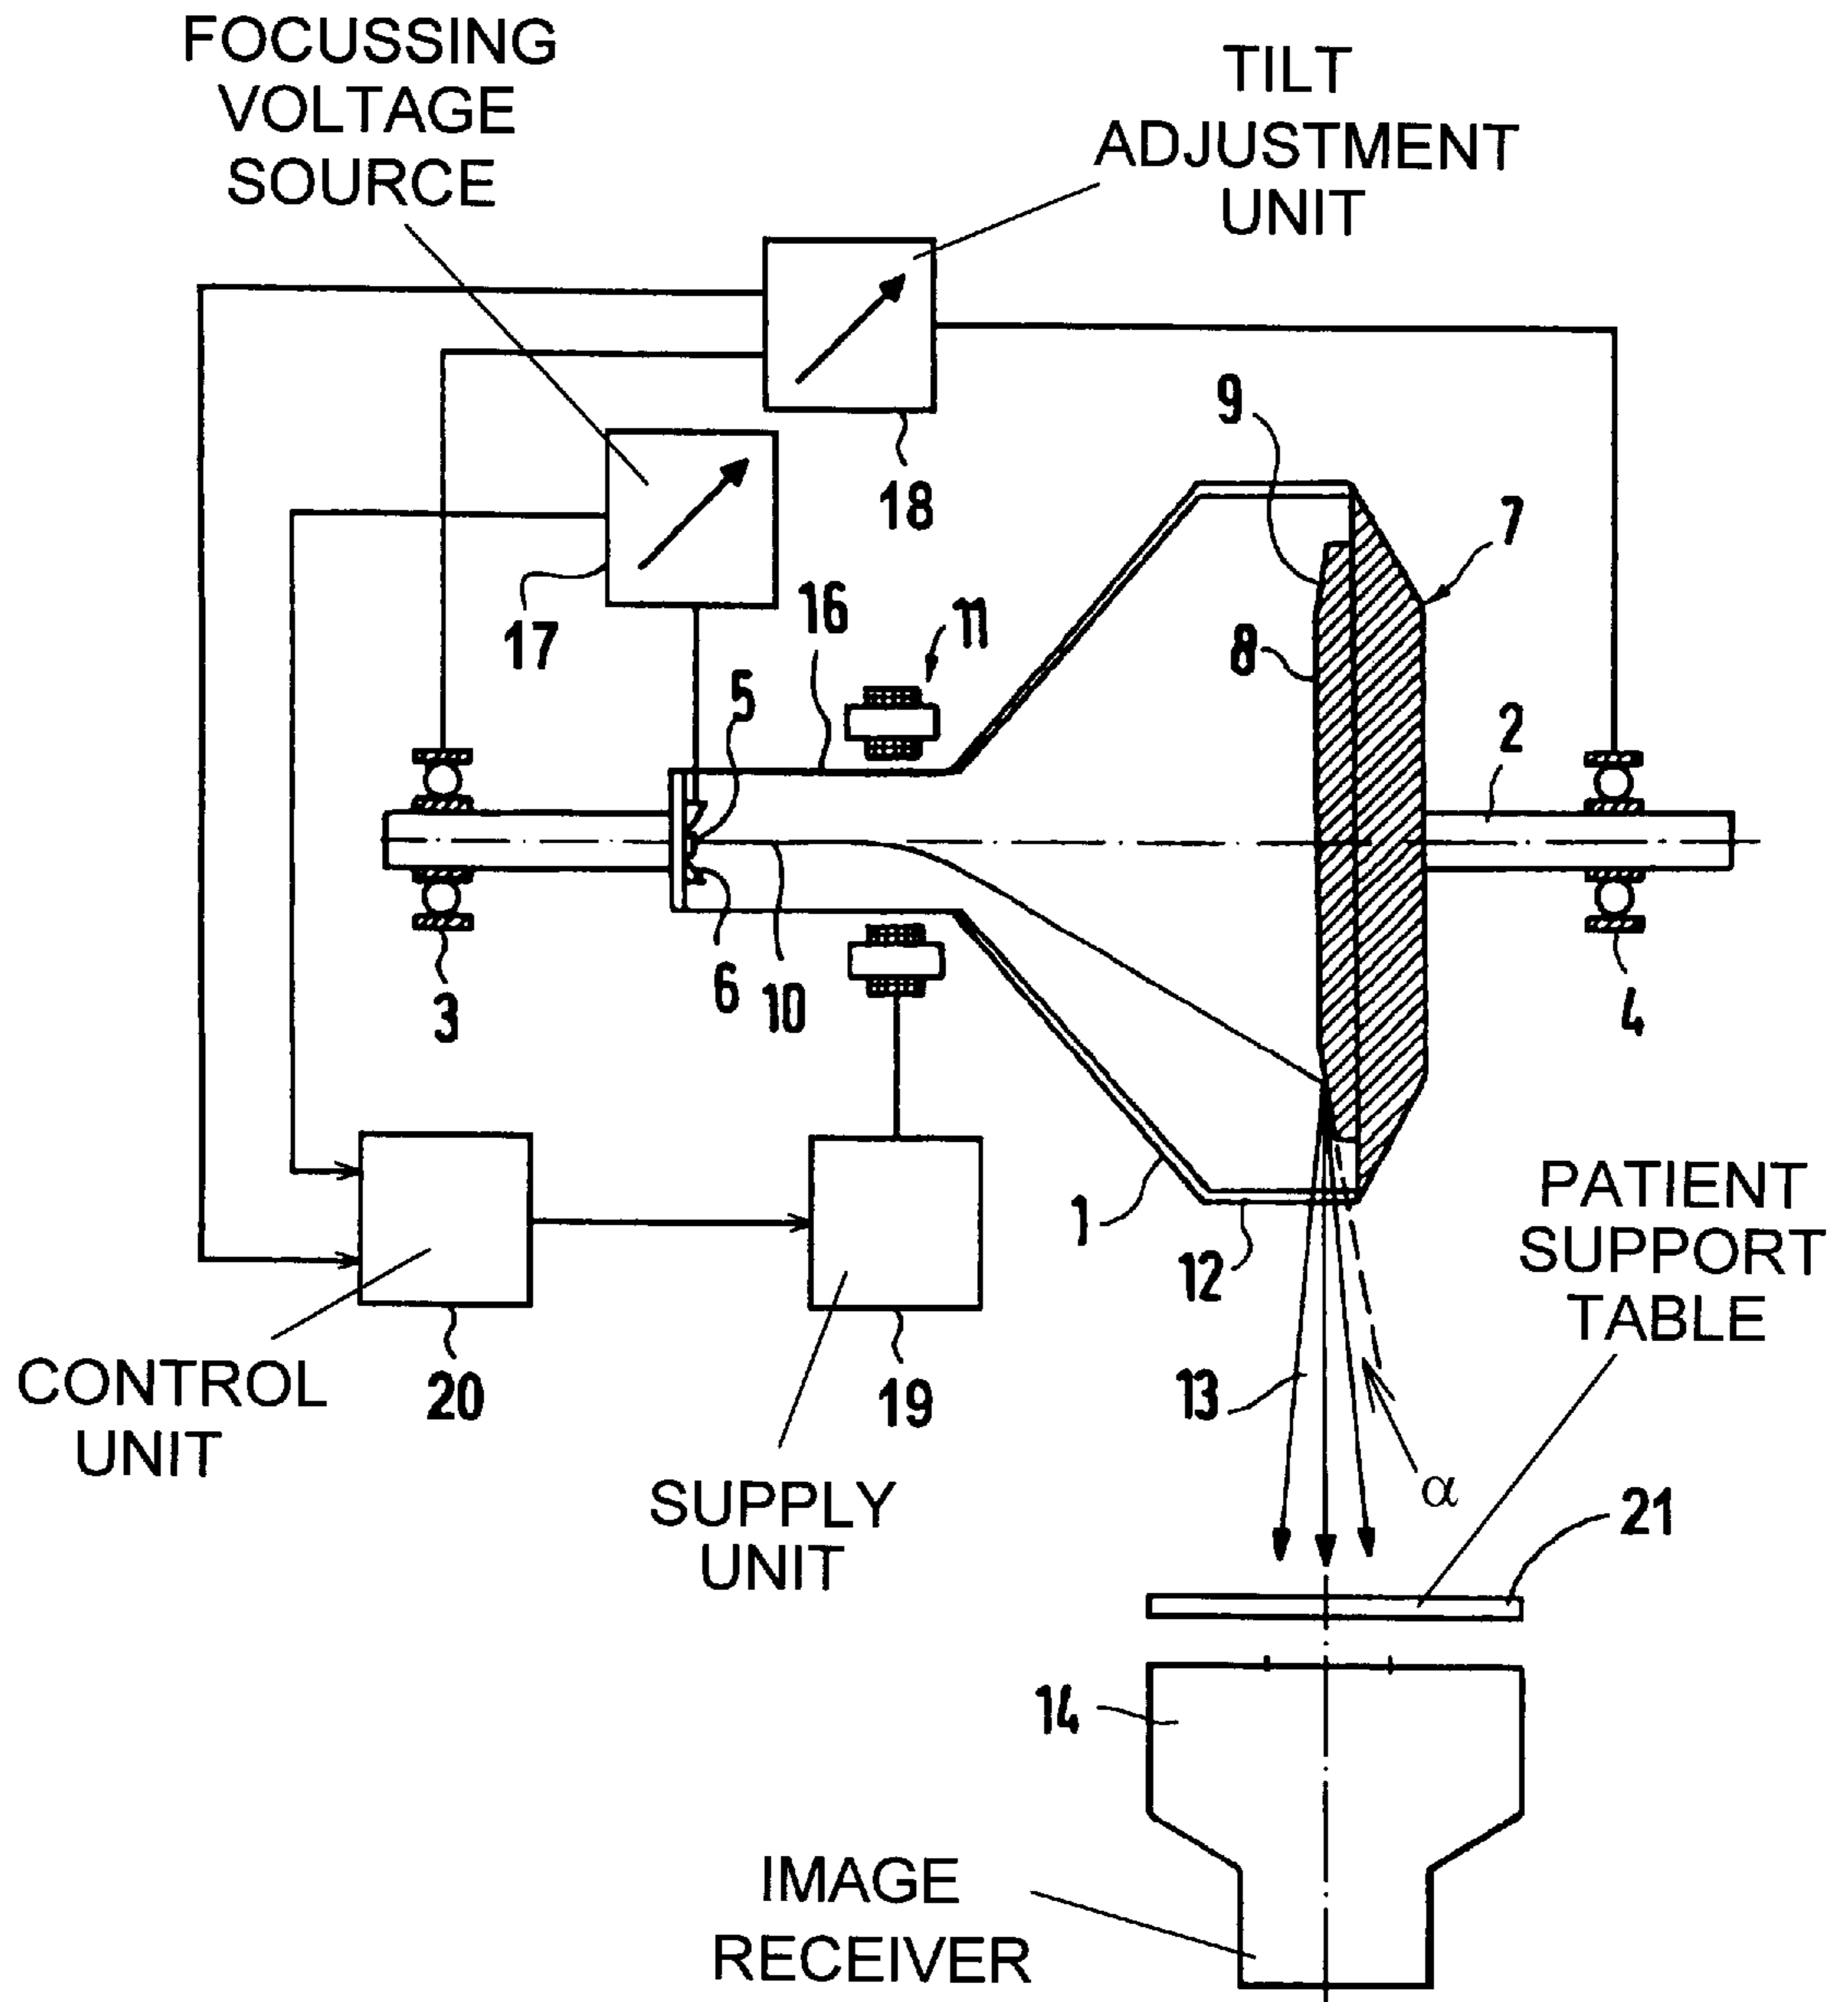 FOCUSSING
VOLTAGE
SOURCE
TILT
ADJUSTMENT
UNIT
9
18
7
17
16
11
8
5
2
6
10
3
4
1
12
PATIENT
SUPPORT
TABLE
CONTROL
UNIT
20
19
13
α
SUPPLY
UNIT
21
14
IMAGE
RECEIVER